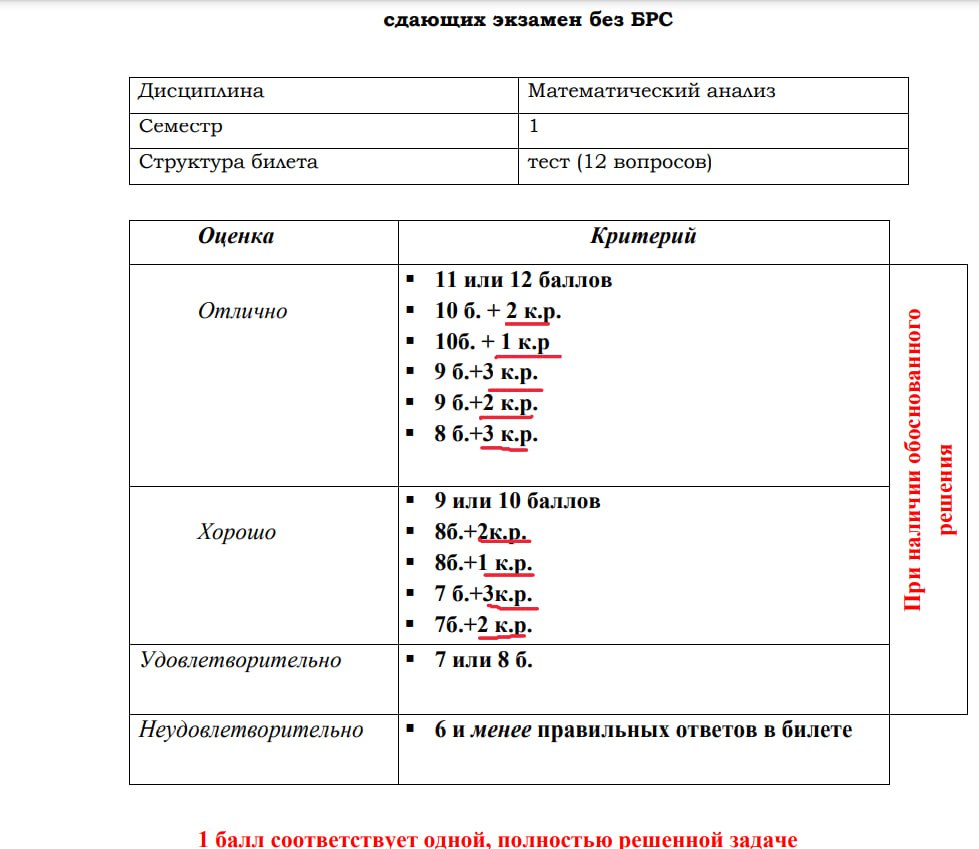 сдающих экзамен без БРС
Дисциплина Математический анализ
Семестр 1
Структура билета тест (12 вопросов)
Оценка Критерий
Отлично
▪ 11 или 12 баллов
▪ 10 б. + 2 к.р.
▪ 10б. + 1 к.р
▪ 9 б.+3 к.р.
▪ 9 б.+2 к.р.
▪ 8 б.+3 к.р.
Хорошо
▪ 9 или 10 баллов
▪ 8б.+2к.р.
▪ 8б.+1 к.р.
▪ 7 б.+3к.р.
▪ 7б.+2 к.р.
Удовлетворительно ▪ 7 или 8 б.
Неудовлетворительно ▪ 6 и менее правильных ответов в билете
При наличии обоснованного
решения
1 балл соответствует одной, полностью решенной задаче